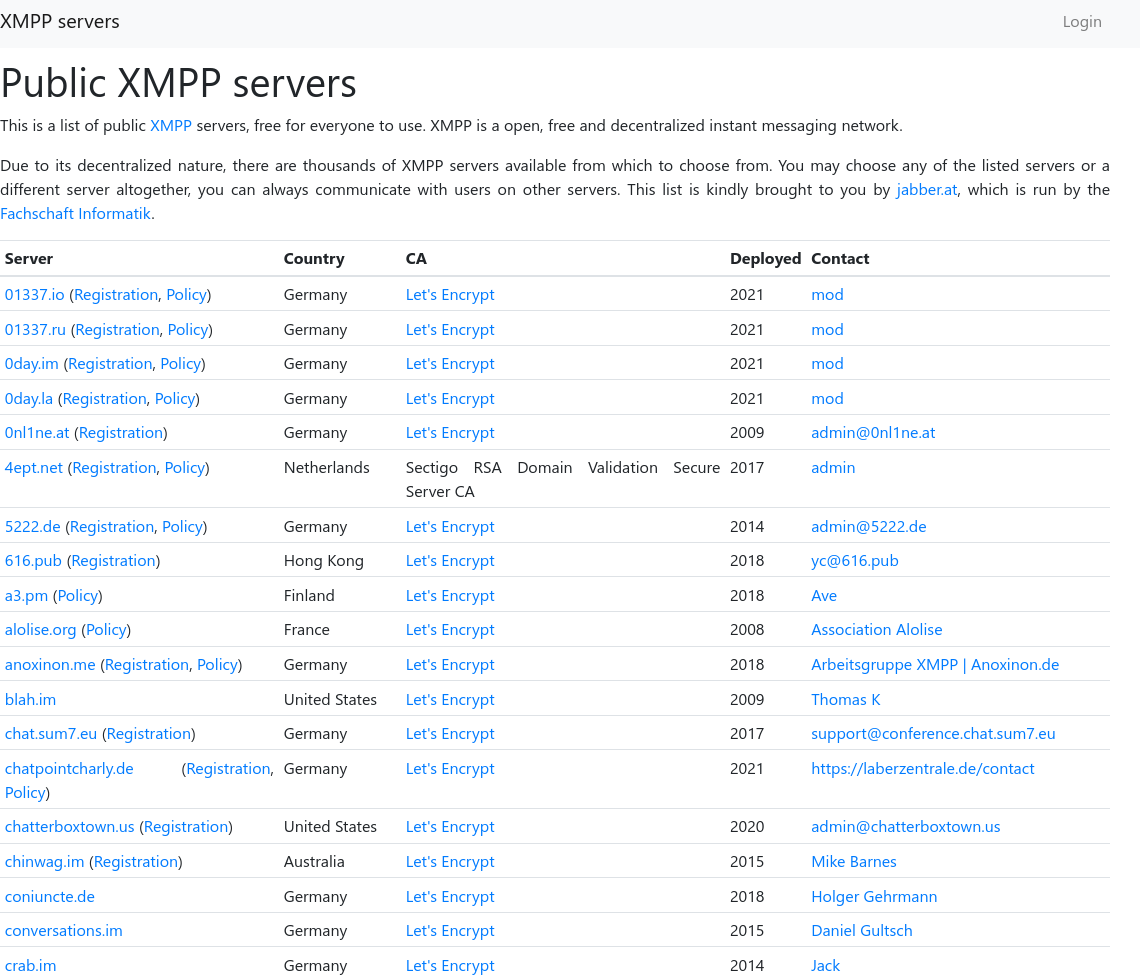 XMPP servers Login
Public XMPP servers
This is a list of public XMPP servers, free for everyone to use. XMPP is a open, free and decentralized instant messaging network.
Due to its decentralized nature, there are thousands of XMPP servers available from which to choose from. You may choose any of the listed servers or a
different server altogether, you can always communicate with users on other servers. This list is kindly brought to you by jabber.at, which is run by the
Fachschaft Informatik.
Server Country CA Deployed Contact
01337.io (Registration, Policy) Germany Let's Encrypt 2021 mod
01337.ru (Registration, Policy) Germany Let's Encrypt 2021 mod
0day.im (Registration, Policy) Germany Let's Encrypt 2021 mod
0day.la (Registration, Policy) Germany Let's Encrypt 2021 mod
0nl1ne.at (Registration) Germany Let's Encrypt 2009 admin@0nl1ne.at
4ept.net (Registration, Policy) Netherlands Sectigo RSA Domain Validation Secure 2017 admin
Server CA
5222.de (Registration, Policy) Germany Let's Encrypt 2014 admin@5222.de
616.pub (Registration) Hong Kong Let's Encrypt 2018 yc@616.pub
a3.pm (Policy) Finland Let's Encrypt 2018 Ave
alolise.org (Policy) France Let's Encrypt 2008 Association Alolise
anoxinon.me (Registration, Policy) Germany Let's Encrypt 2018 Arbeitsgruppe XMPP | Anoxinon.de
blah.im United States Let's Encrypt 2009 Thomas K
chat.sum7.eu (Registration) Germany Let's Encrypt 2017 support@conference.chat.sum7.eu
chatpointcharly.de (Registration, Germany Let's Encrypt 2021 https://laberzentrale.de/contact
Policy)
chatterboxtown.us (Registration) United States Let's Encrypt 2020 admin@chatterboxtown.us
chinwag.im (Registration) Australia Let's Encrypt 2015 Mike Barnes
coniuncte.de Germany Let's Encrypt 2018 Holger Gehrmann
conversations.im Germany Let's Encrypt 2015 Daniel Gultsch
crab.im Germany Let's Encrypt 2014 Jack